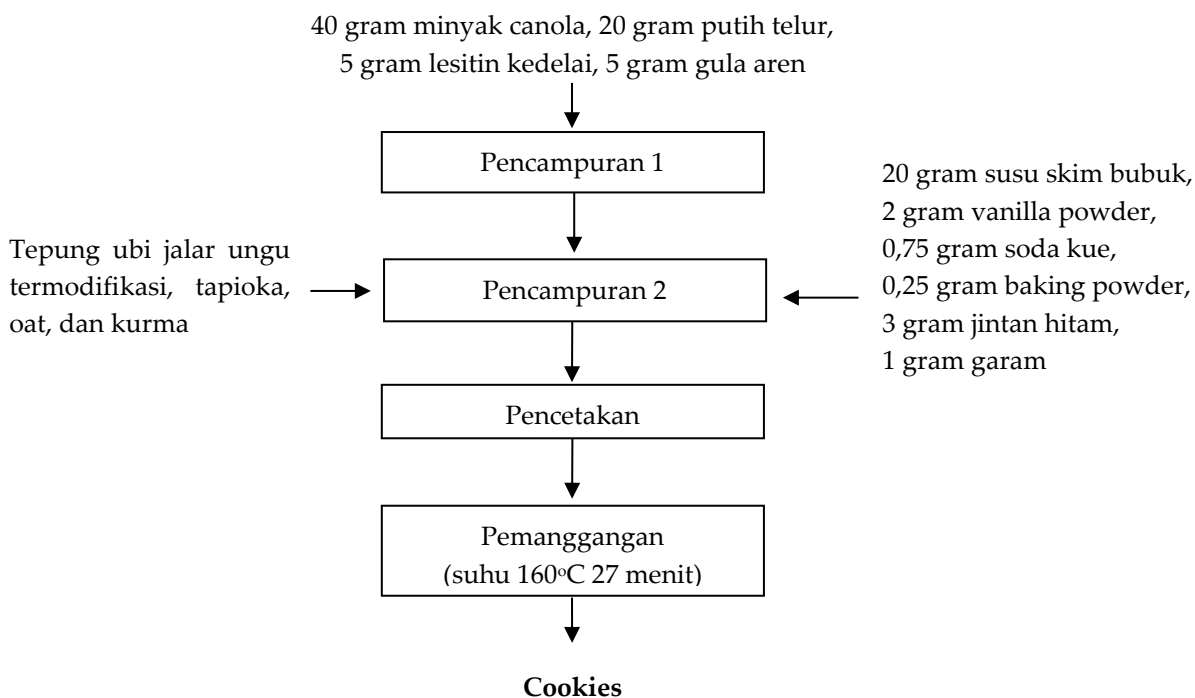 40 gram minyak canola, 20 gram putih telur,
5 gram lesitin kedelai, 5 gram gula aren
Pencampuran 1
Tepung ubi jalar ungu
termodifikasi, tapioka,
oat, dan kurma
Pencampuran 2
20 gram susu skim bubuk,
2 gram vanilla powder,
0,75 gram soda kue,
0,25 gram baking powder,
3 gram jintan hitam,
1 gram garam
Pencetakan
Pemanggangan
(suhu 160°C 27 menit)
Cookies